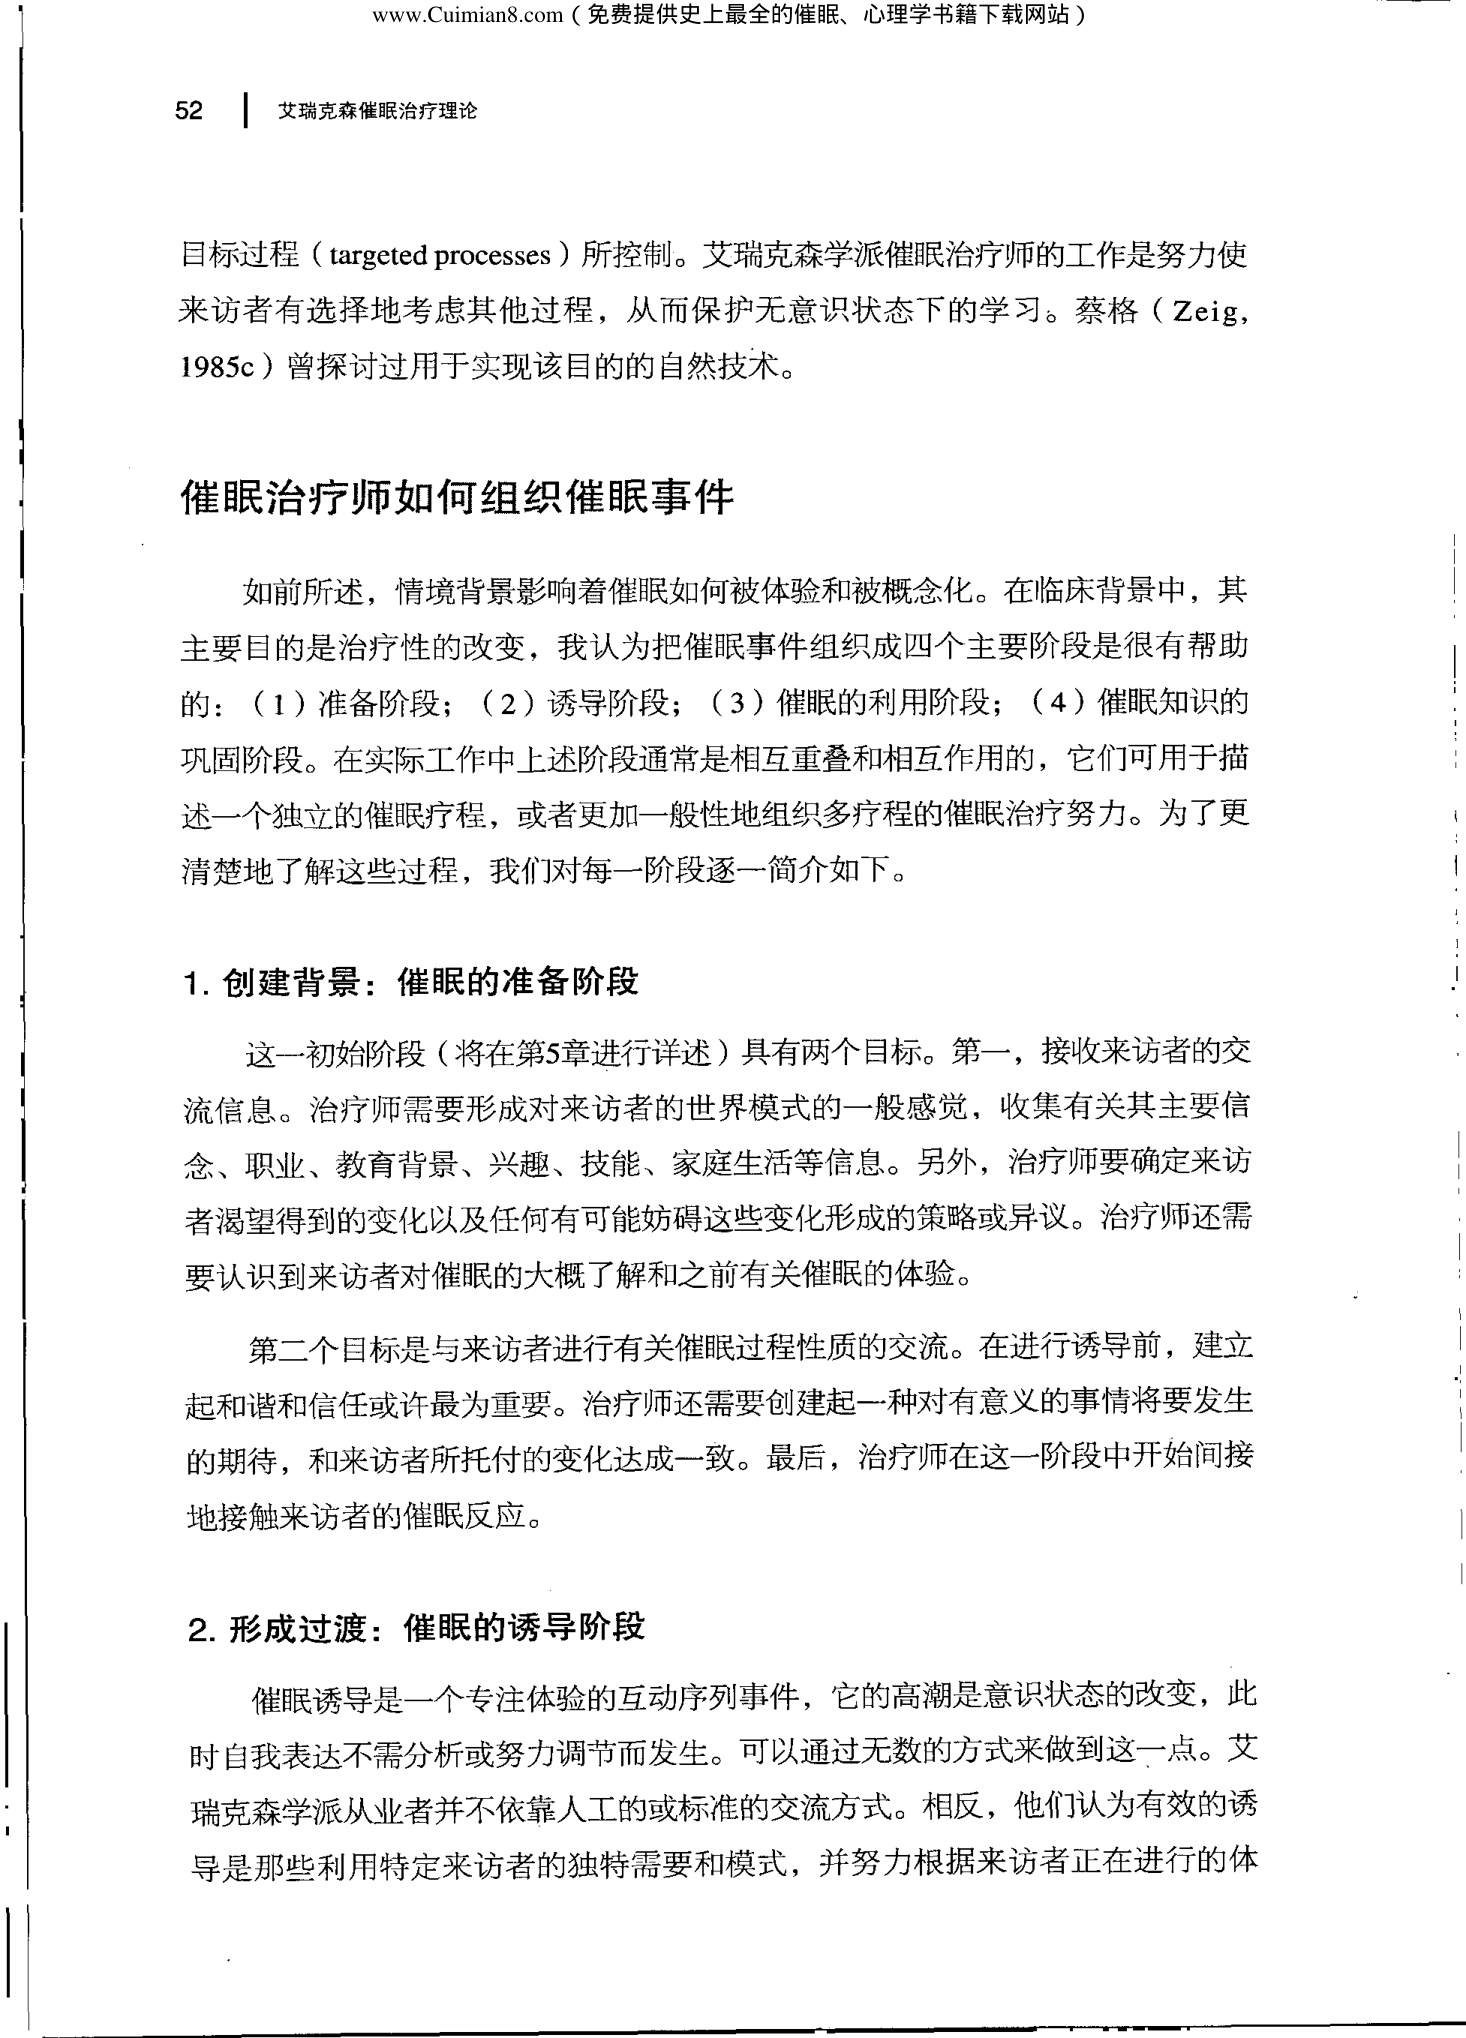 www.Cuimian8.com（免费提供史上最全的催眠、心理学书籍下载网站）
52 艾瑞克森催眠治疗理论
目标过程（targeted processes）所控制。艾瑞克森学派催眠治疗师的工作是努力使
来访者有选择地考虑其他过程，从而保护无意识状态下的学习。蔡格（Zeig,
1985c）曾探讨过用于实现该目的的自然技术。
催眠治疗师如何组织催眠事件
如前所述，情境背景影响着催眠如何被体验和被概念化。在临床背景中，其
主要目的是治疗性的改变，我认为把催眠事件组织成四个主要阶段是很有帮助
的：（1）准备阶段；（2）诱导阶段；（3）催眠的利用阶段；（4）催眠知识的
巩固阶段。在实际工作中上述阶段通常是相互重叠和相互作用的，它们可用于描
述一个独立的催眠疗程，或者更加一般性地组织多疗程的催眠治疗努力。为了更
清楚地了解这些过程，我们对每一阶段逐一简介如下。
1. 创建背景：催眠的准备阶段
这一初始阶段（将在第5章进行详述）具有两个目标。第一，接收来访者的交
流信息。治疗师需要形成对来访者的世界模式的一般感觉，收集有关其主要信
念、职业、教育背景、兴趣、技能、家庭生活等信息。另外，治疗师要确定来访
者渴望得到的变化以及任何有可能妨碍这些变化形成的策略或异议。治疗师还需
要认识到来访者对催眠的大概了解和之前有关催眠的体验。
第二个目标是与来访者进行有关催眠过程性质的交流。在进行诱导前，建立
起和谐和信任或许最为重要。治疗师还需要创建起一种对有意义的事情将要发生
的期待，和来访者所托付的变化达成一致。最后，治疗师在这一阶段中开始间接
地接触来访者的催眠反应。
2. 形成过渡：催眠的诱导阶段
催眠诱导是一个专注体验的互动序列事件，它的高潮是意识状态的改变，此
时自我表达不需分析或努力调节而发生。可以通过无数的方式来做到这一点。艾
瑞克森学派从业者并不依靠人工的或标准的交流方式。相反，他们认为有效的诱
导是那些利用特定来访者的独特需要和模式，并努力根据来访者正在进行的体